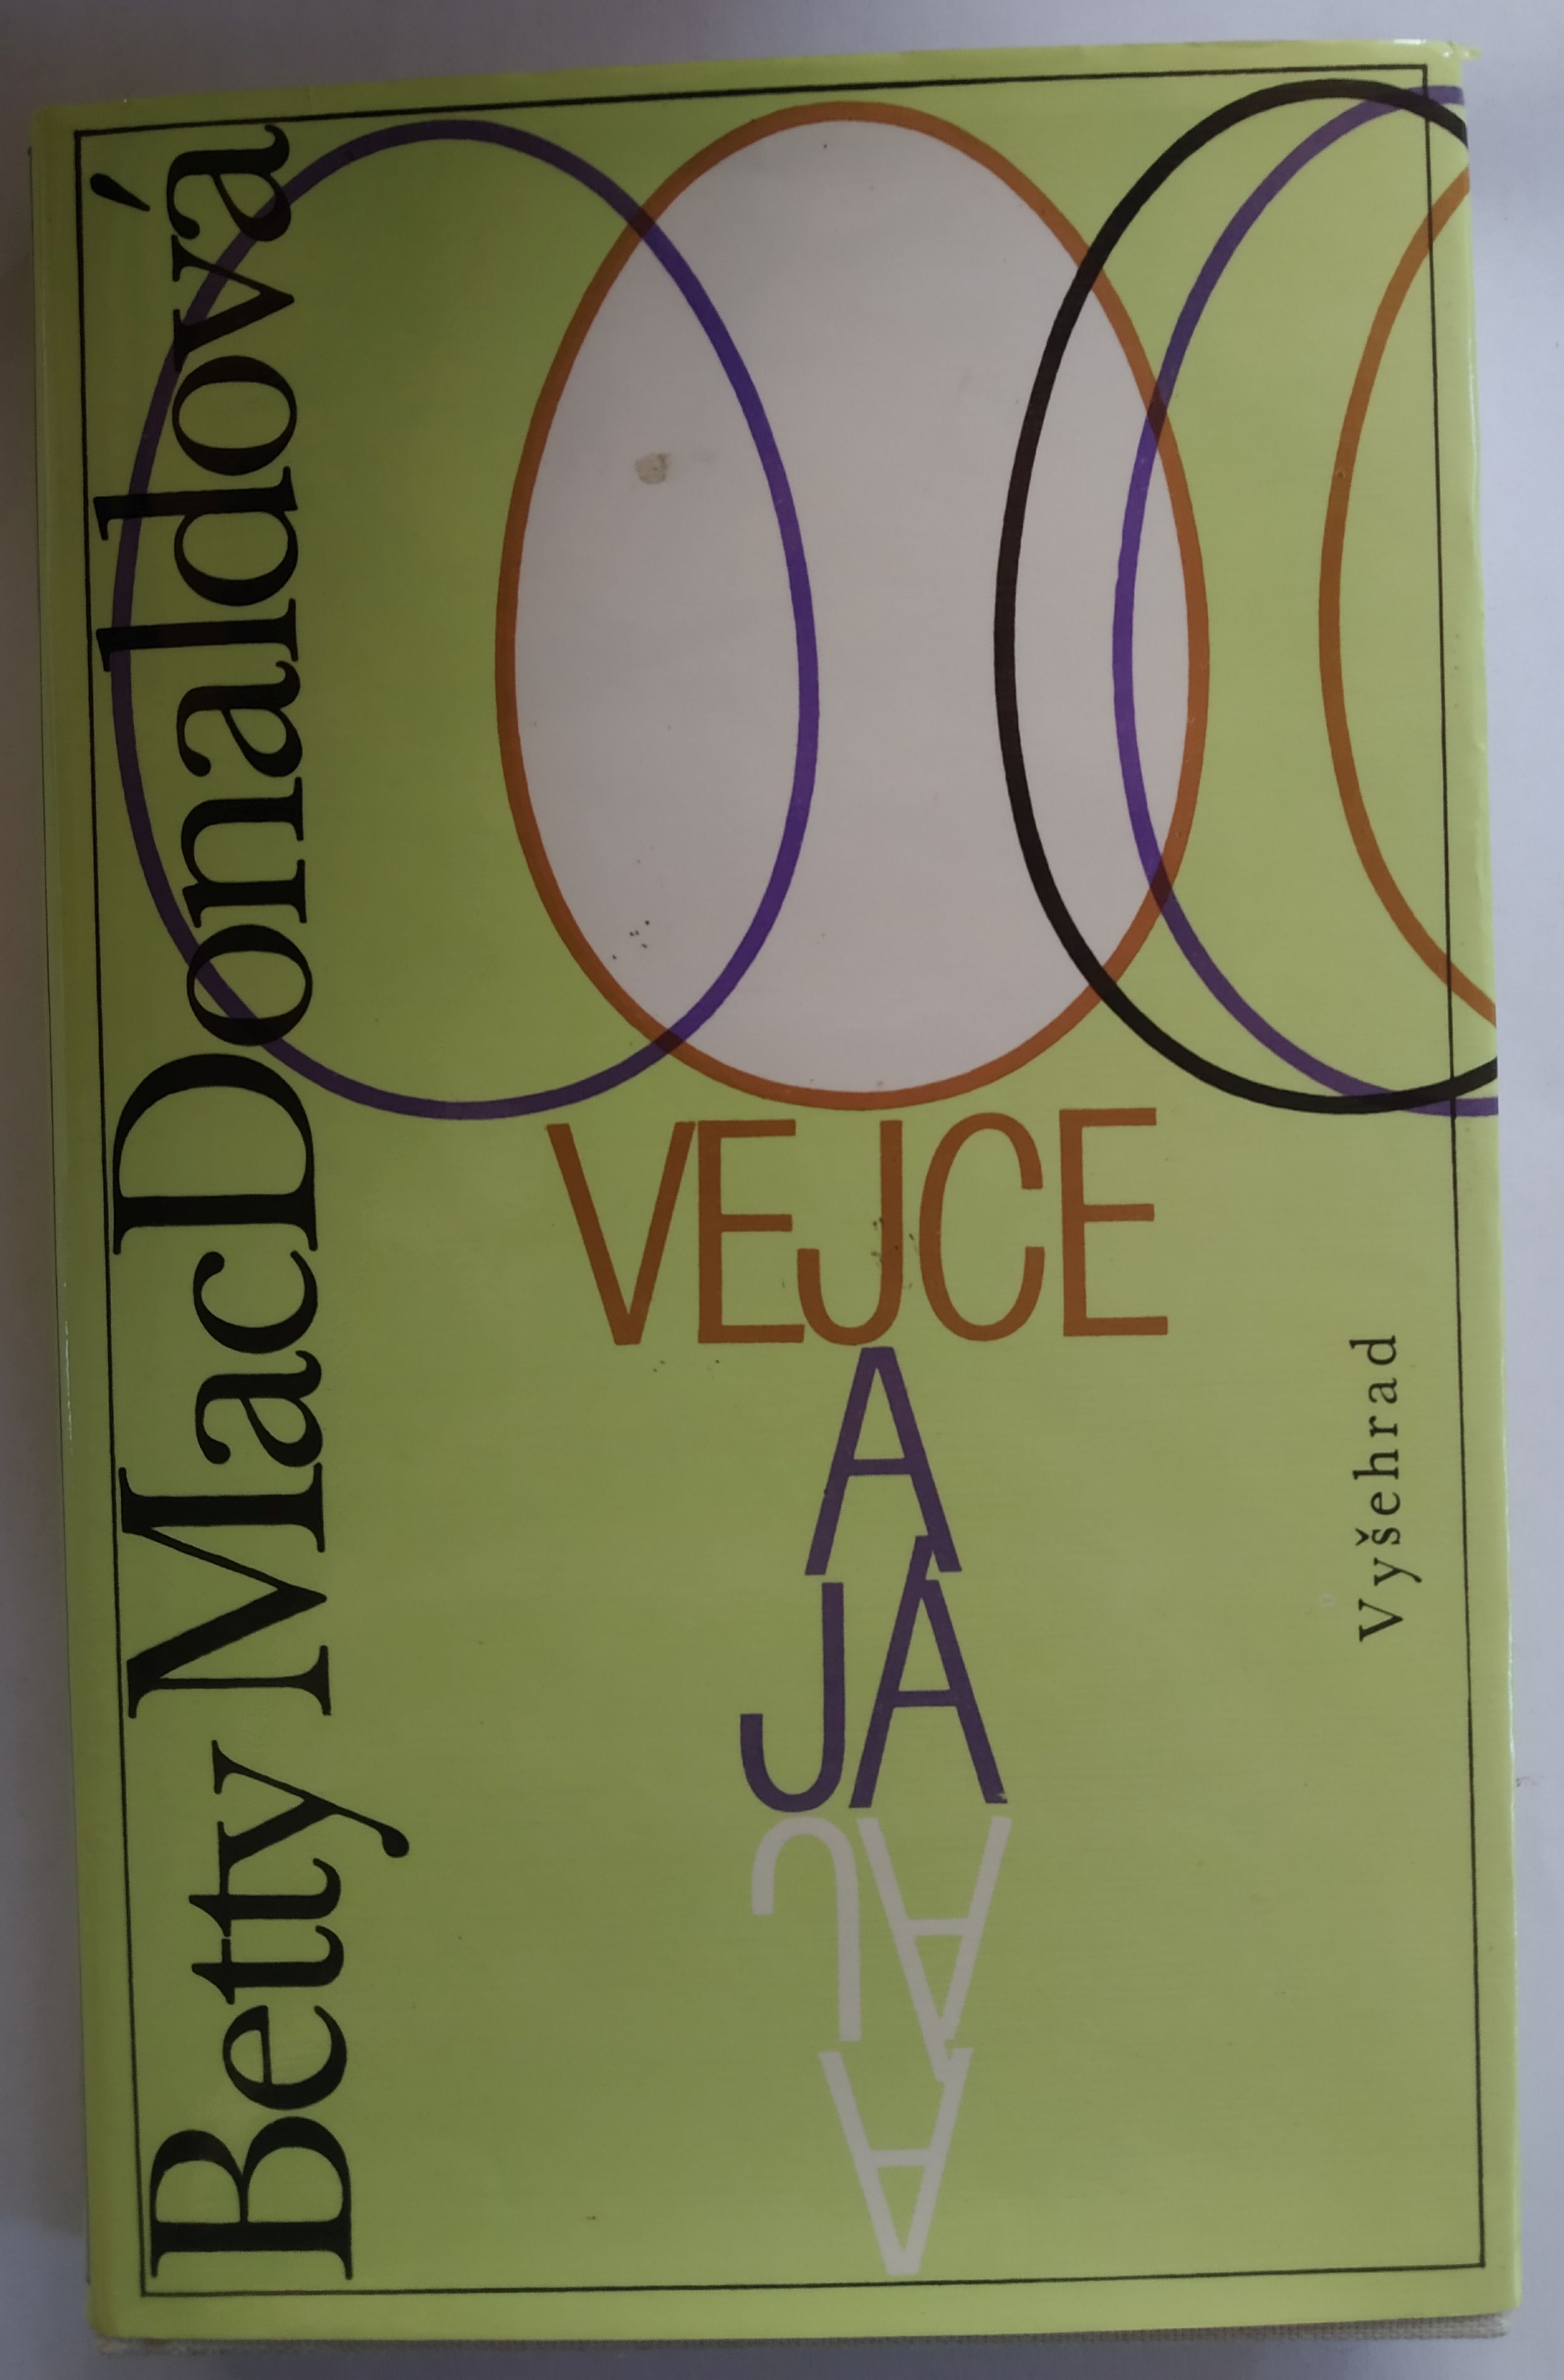 Betty MacDonaldová
VEJCE
A
JÁ
JÁ
A
Vyšehrad